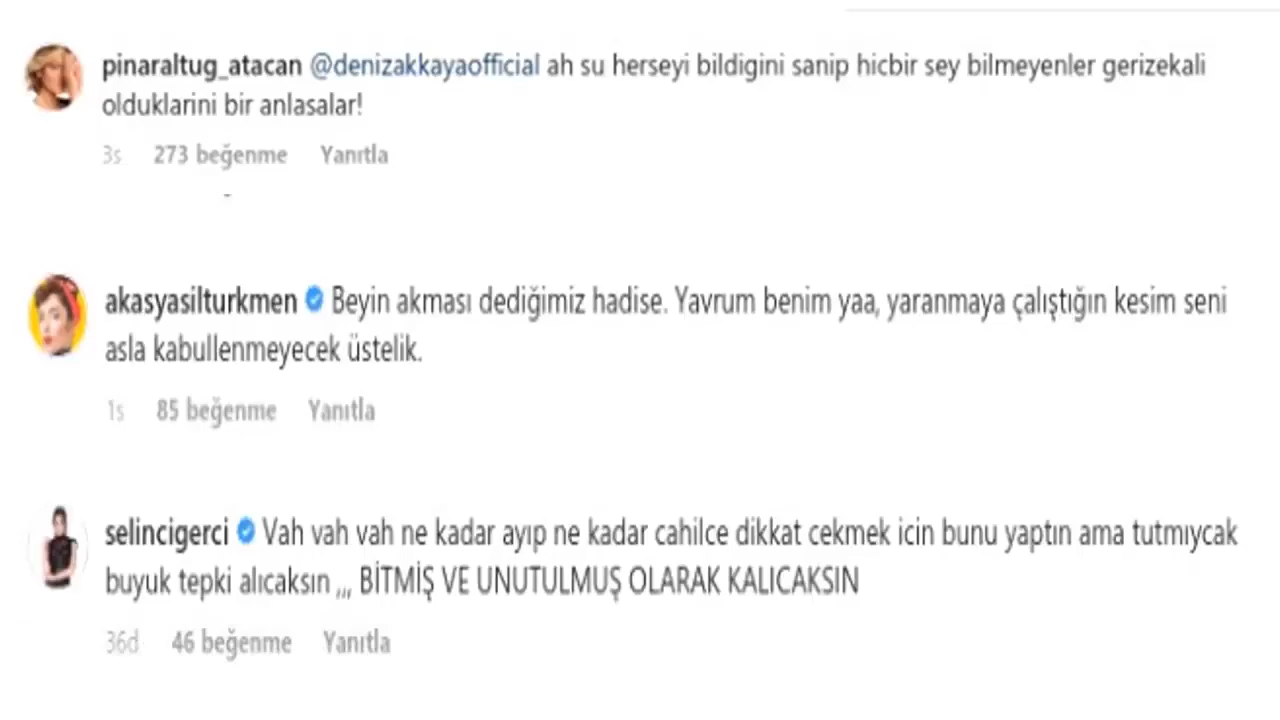 pinaraltug_atacan @denizakkayaofficial ah su herseyi bildigini sanip hicbir sey bilmeyenler gerizekali
olduklarini bir anlasalar!
3s 273 beğenme Yanıtla
akasyasilturkmen Beyin akması dediğimiz hadise. Yavrum benim yaa, yaranmaya çalıştığın kesim seni
asla kabullenmeyecek üstelik.
1s 85 beğenme Yanıtla
selincigerci Vah vah vah ne kadar ayıp ne kadar cahilce dikkat cekmek icin bunu yaptın ama tutmıycak
buyuk tepki alıcaksın ,,, BİTMİŞ VE UNUTULMUŞ OLARAK KALICAKSIN
36d 46 beğenme Yanıtla